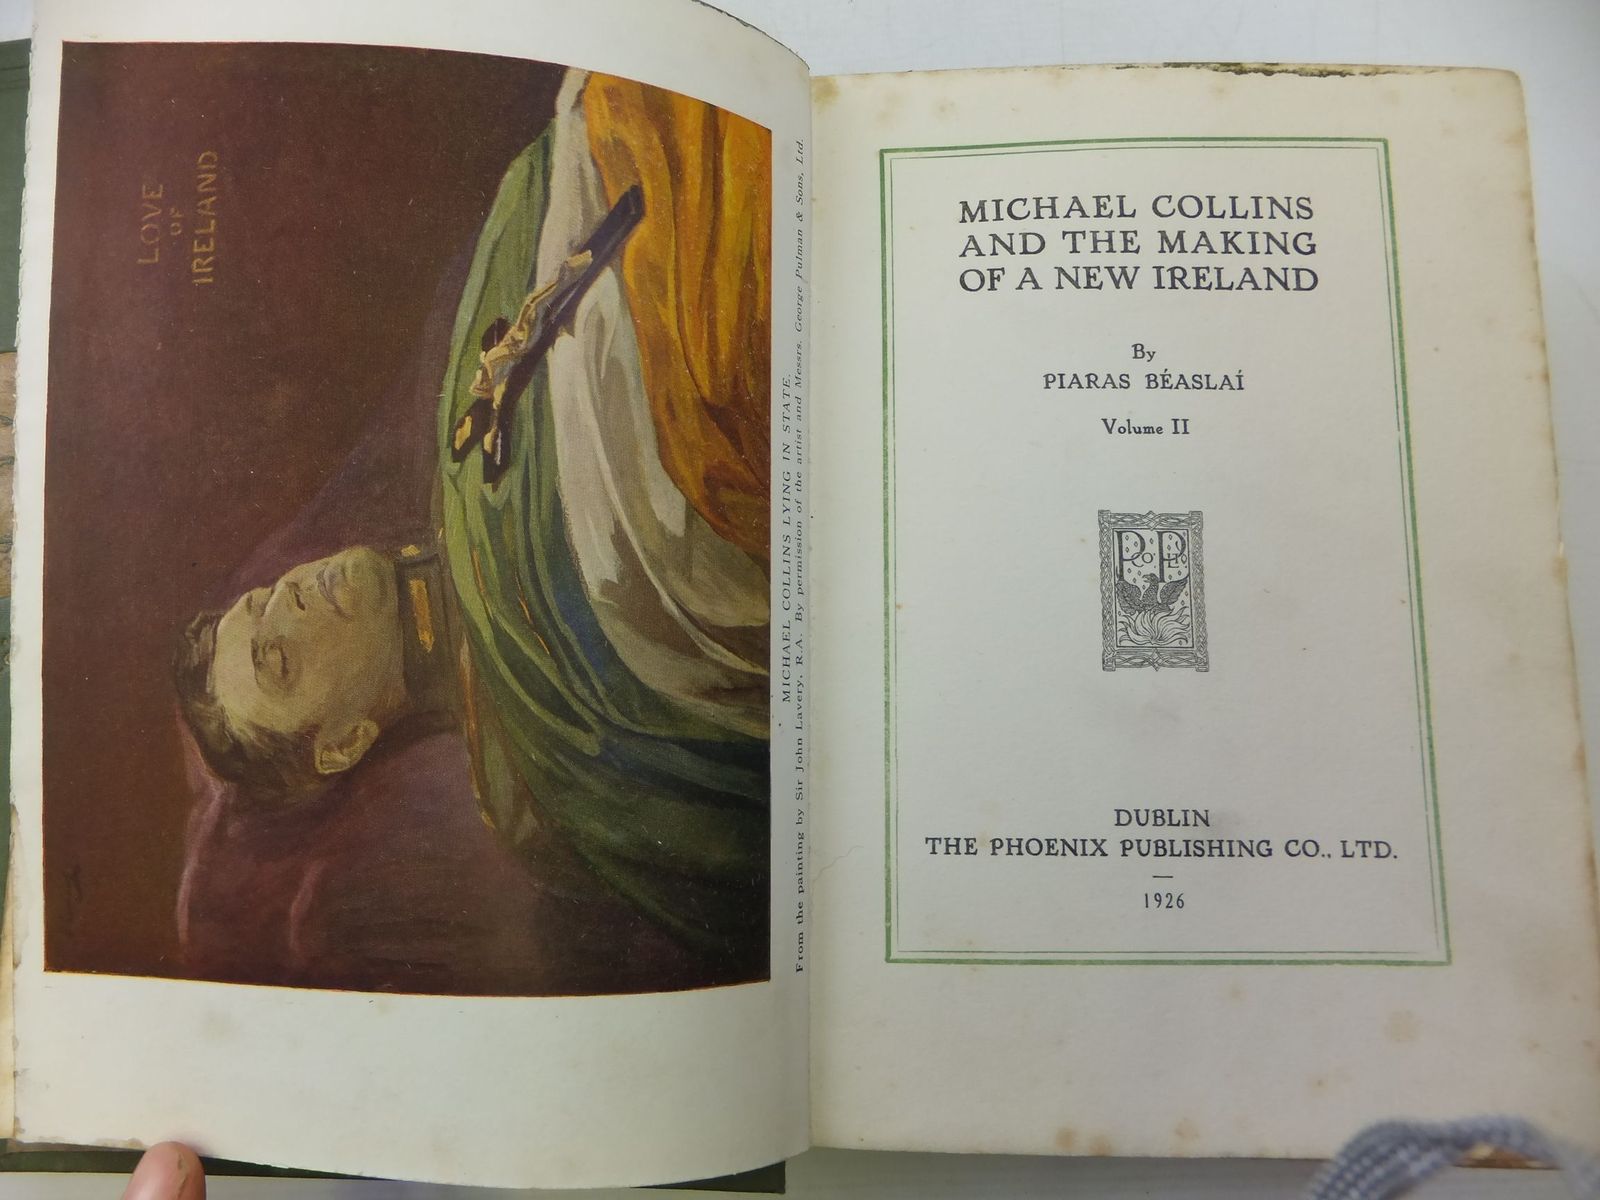 LOVE
OF
IRELAND
MICHAEL COLLINS LYING IN STATE.
From the painting by Sir John Lavery, R.A. By permission of the artist and Messrs. George Pulman & Sons, Ltd.
MICHAEL COLLINS
AND THE MAKING
OF A NEW IRELAND
By
PIARAS BÉASLAÍ
Volume II
DUBLIN
THE PHOENIX PUBLISHING CO., LTD.
1926